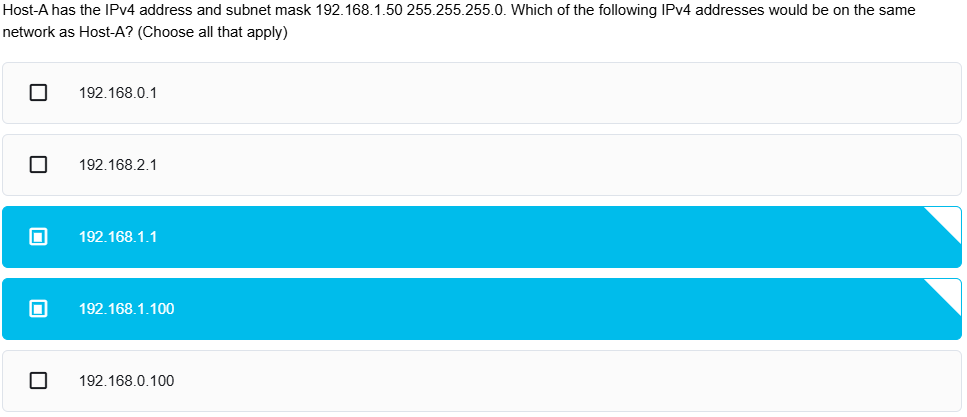 Host-A has the IPv4 address and subnet mask 192.168.1.50 255.255.255.0. Which of the following IPv4 addresses would be on the same
network as Host-A? (Choose all that apply)
192.168.0.1
192.168.2.1
192.168.1.1
192.168.1.100
192.168.0.100